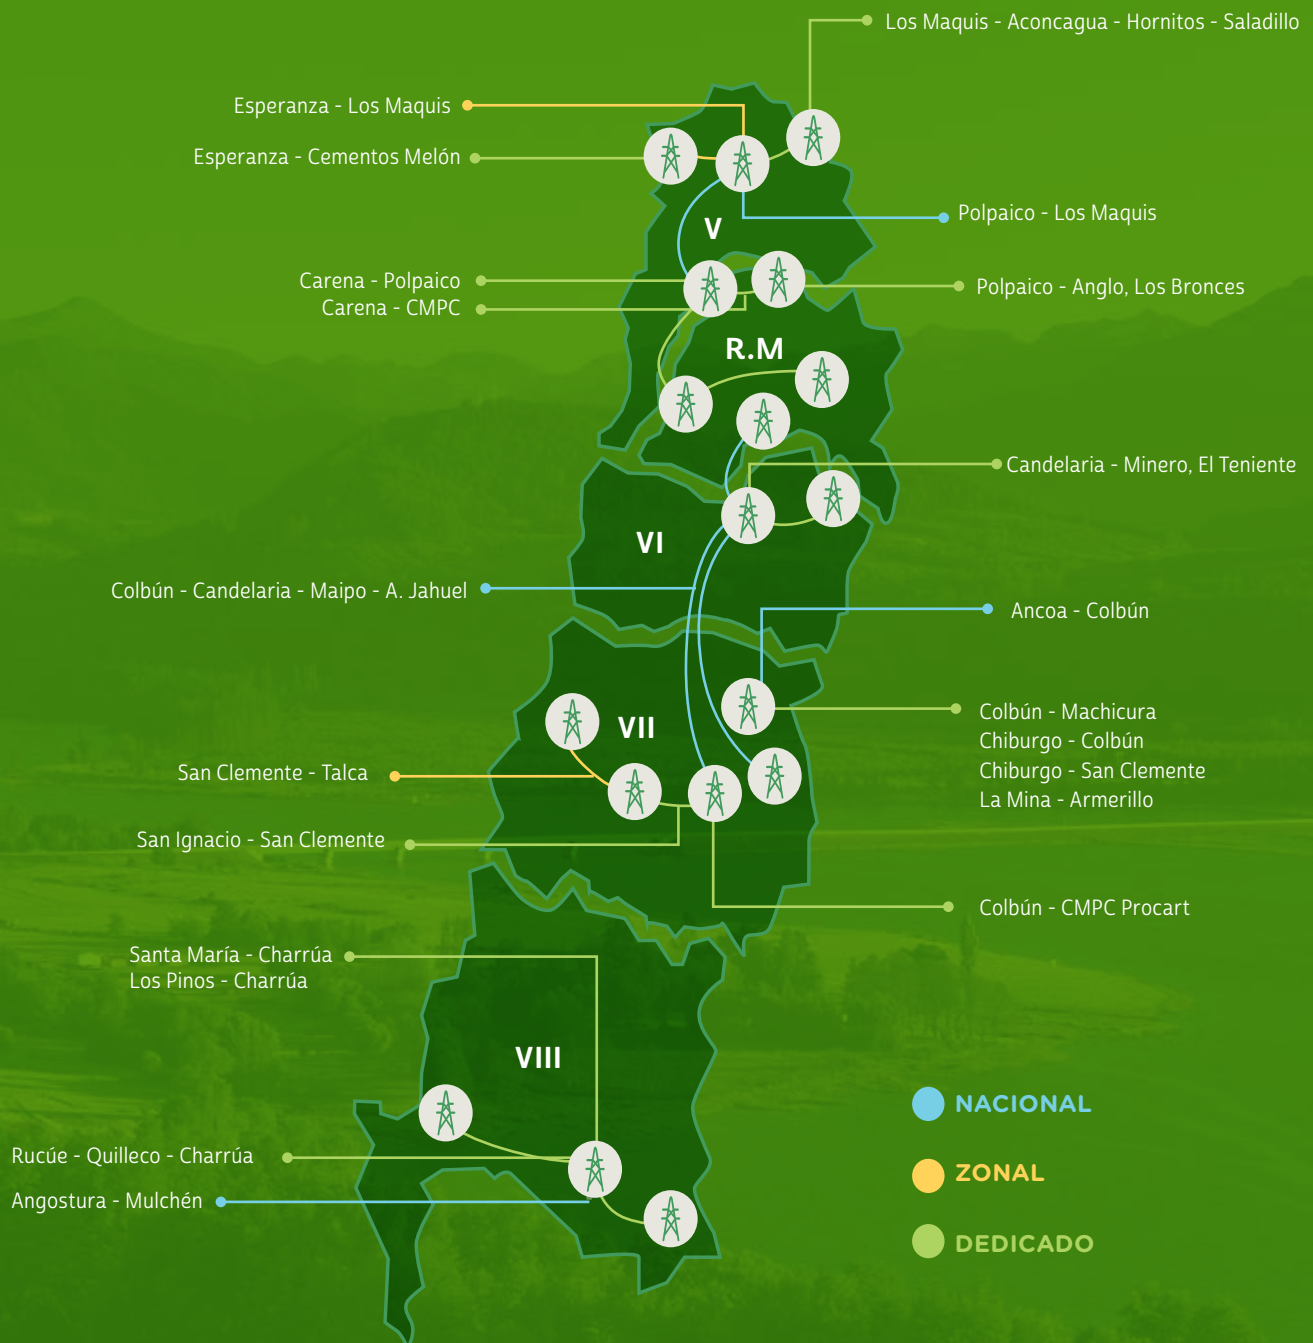 Los Maquis - Aconcagua - Hornitos - Saladillo
Esperanza - Los Maquis
Esperanza - Cementos Melón
Polpaico - Los Maquis
V
Carena - Polpaico
Carena - CMPC
Polpaico - Anglo, Los Bronces
R.M
Candelaria - Minero, El Teniente
VI
Colbún - Candelaria - Maipo - A. Jahuel
Ancoa - Colbún
VII
Colbún - Machicura
Chiburgo - Colbún
Chiburgo - San Clemente
La Mina - Armerillo
San Clemente - Talca
San Ignacio - San Clemente
Colbún - CMPC Procart
Santa María - Charrúa
Los Pinos - Charrúa
VIII
NACIONAL
ZONAL
DEDICADO
Rucúe - Quilleco - Charrúa
Angostura - Mulchén